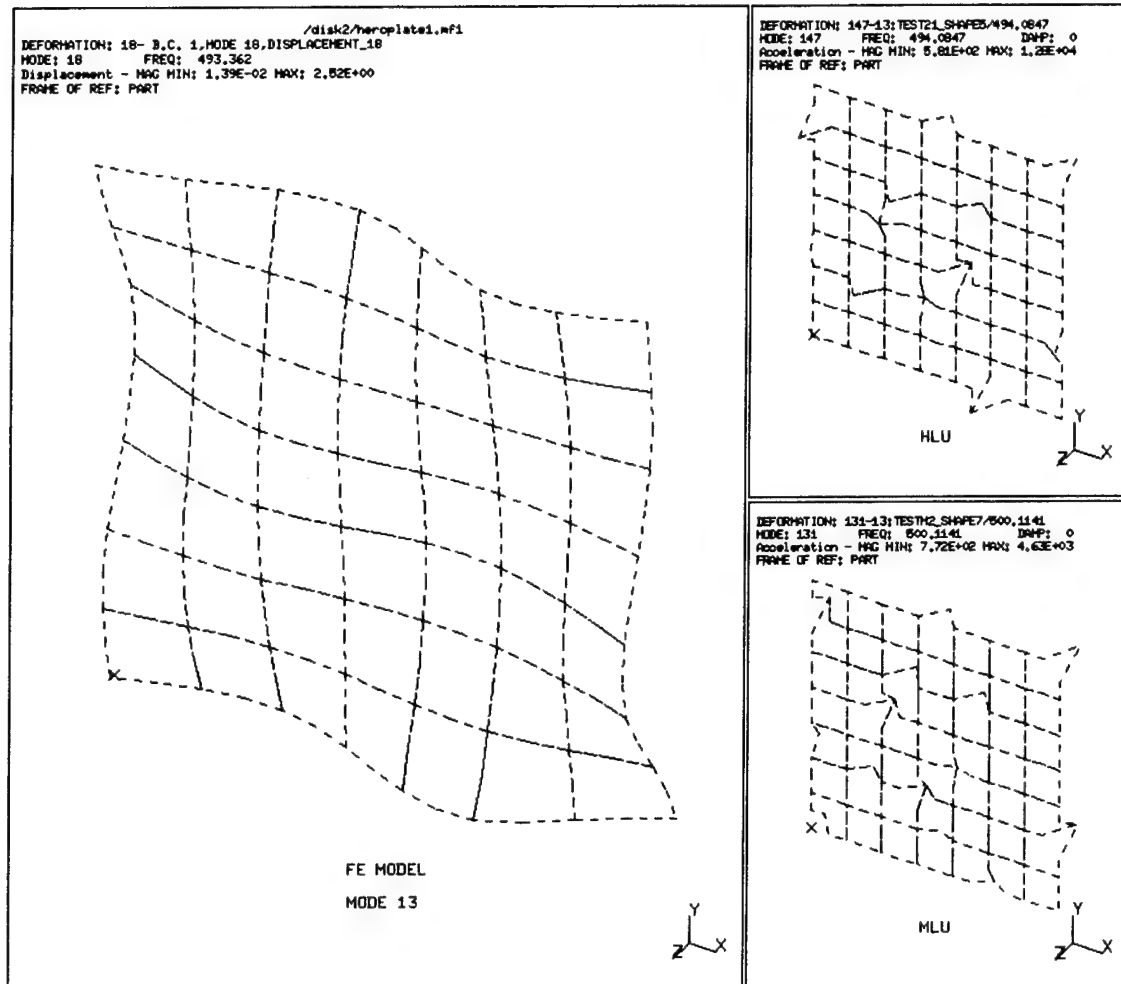 /disk2/heroplate1.mf1
DEFORMATION: 18- B.C. 1,MODE 18,DISPLACEMENT_18
MODE: 18 FREQ: 493.362
Displacement - MAG MIN: 1.39E-02 MAX: 2.52E+00
FRAME OF REF: PART
FE MODEL
MODE 13
Y
X
Z
DEFORMATION: 147-13:TEST21_SHAPE5/494.0847
MODE: 147 FREQ: 494.0847 DAMP: 0
Acceleration - MAG MIN: 5.81E+02 MAX: 1.28E+04
FRAME OF REF: PART
HLU
Y
X
Z
DEFORMATION: 131-13:TESTM2_SHAPE7/500.1141
MODE: 131 FREQ: 500.1141 DAMP: 0
Acceleration - MAG MIN: 7.72E+02 MAX: 4.63E+03
FRAME OF REF: PART
MLU
Y
X
Z